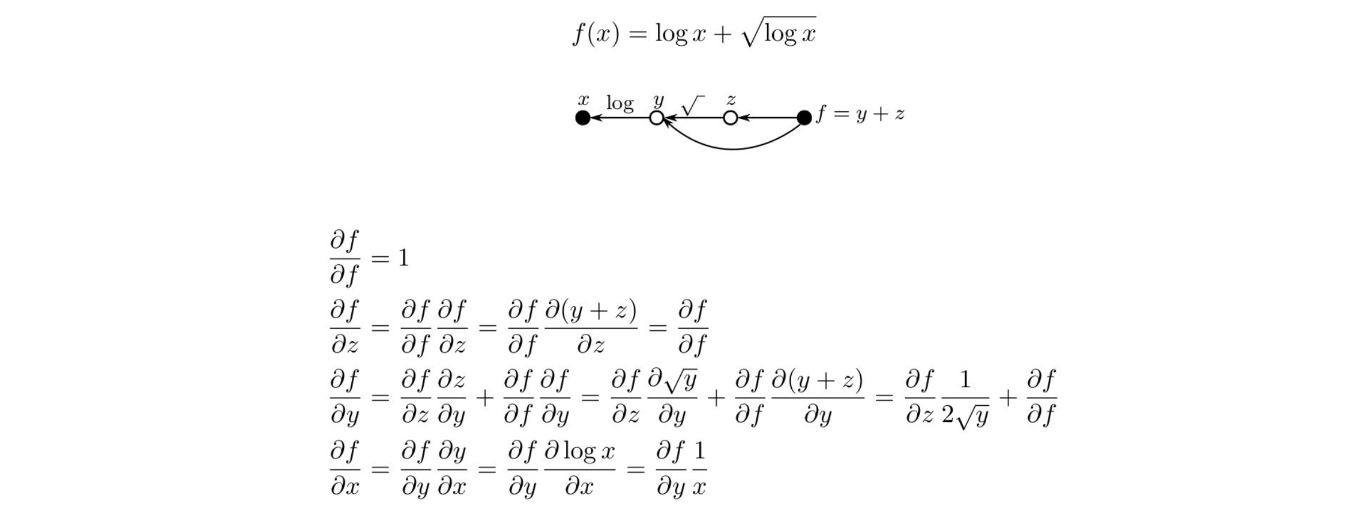 f(x) = log x + √(log x)
x log y √ z f = y + z
∂f/∂f = 1
∂f/∂z = ∂f/∂f ∂f/∂z = ∂f/∂f ∂(y + z)/∂z = ∂f/∂f
∂f/∂y = ∂f/∂z ∂z/∂y + ∂f/∂f ∂f/∂y = ∂f/∂z ∂√y/∂y + ∂f/∂f ∂(y + z)/∂y = ∂f/∂z 1/(2√y) + ∂f/∂f
∂f/∂x = ∂f/∂y ∂y/∂x = ∂f/∂y ∂ log x/∂x = ∂f/∂y 1/x